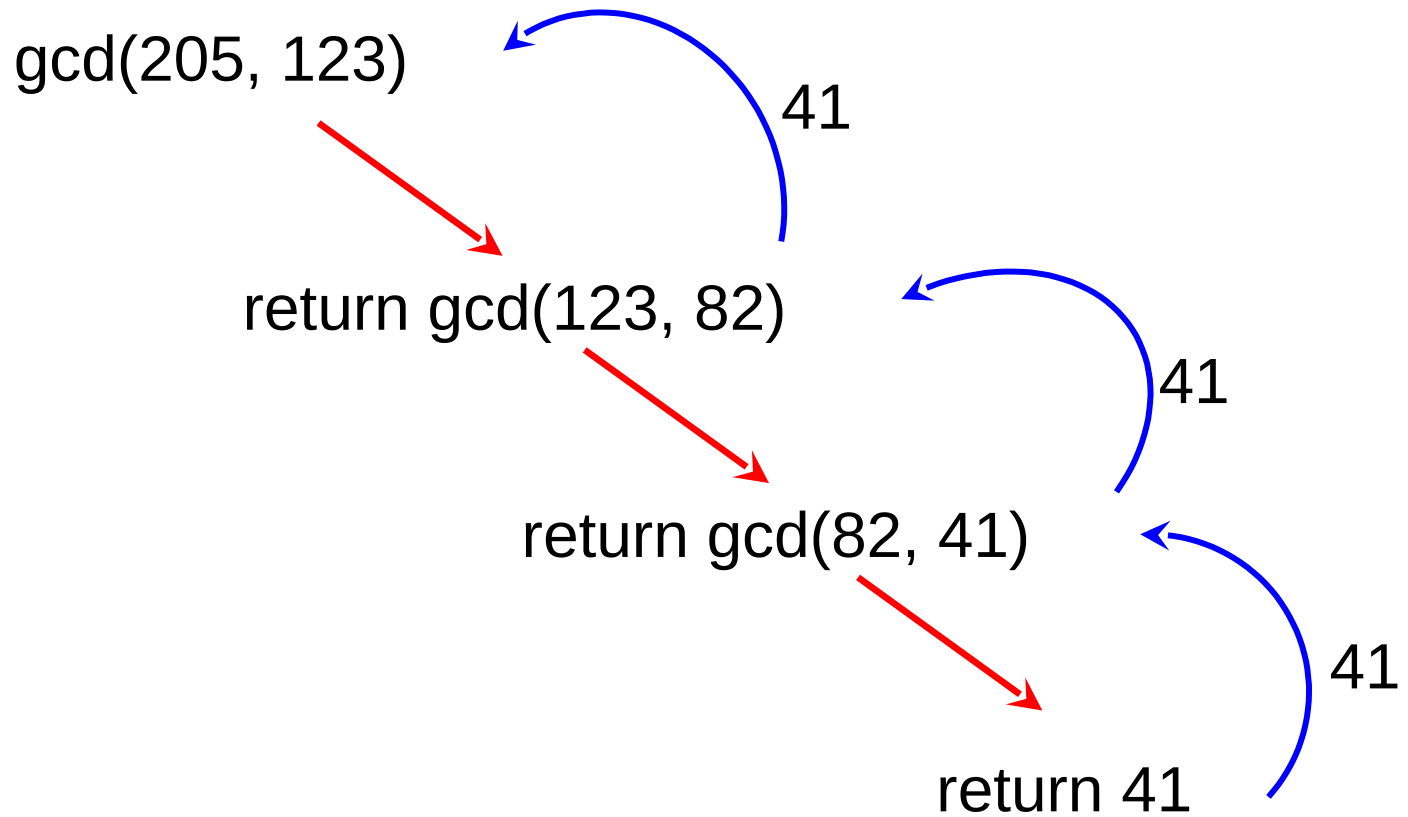 gcd(205, 123)
41
return gcd(123, 82)
41
return gcd(82, 41)
41
return 41